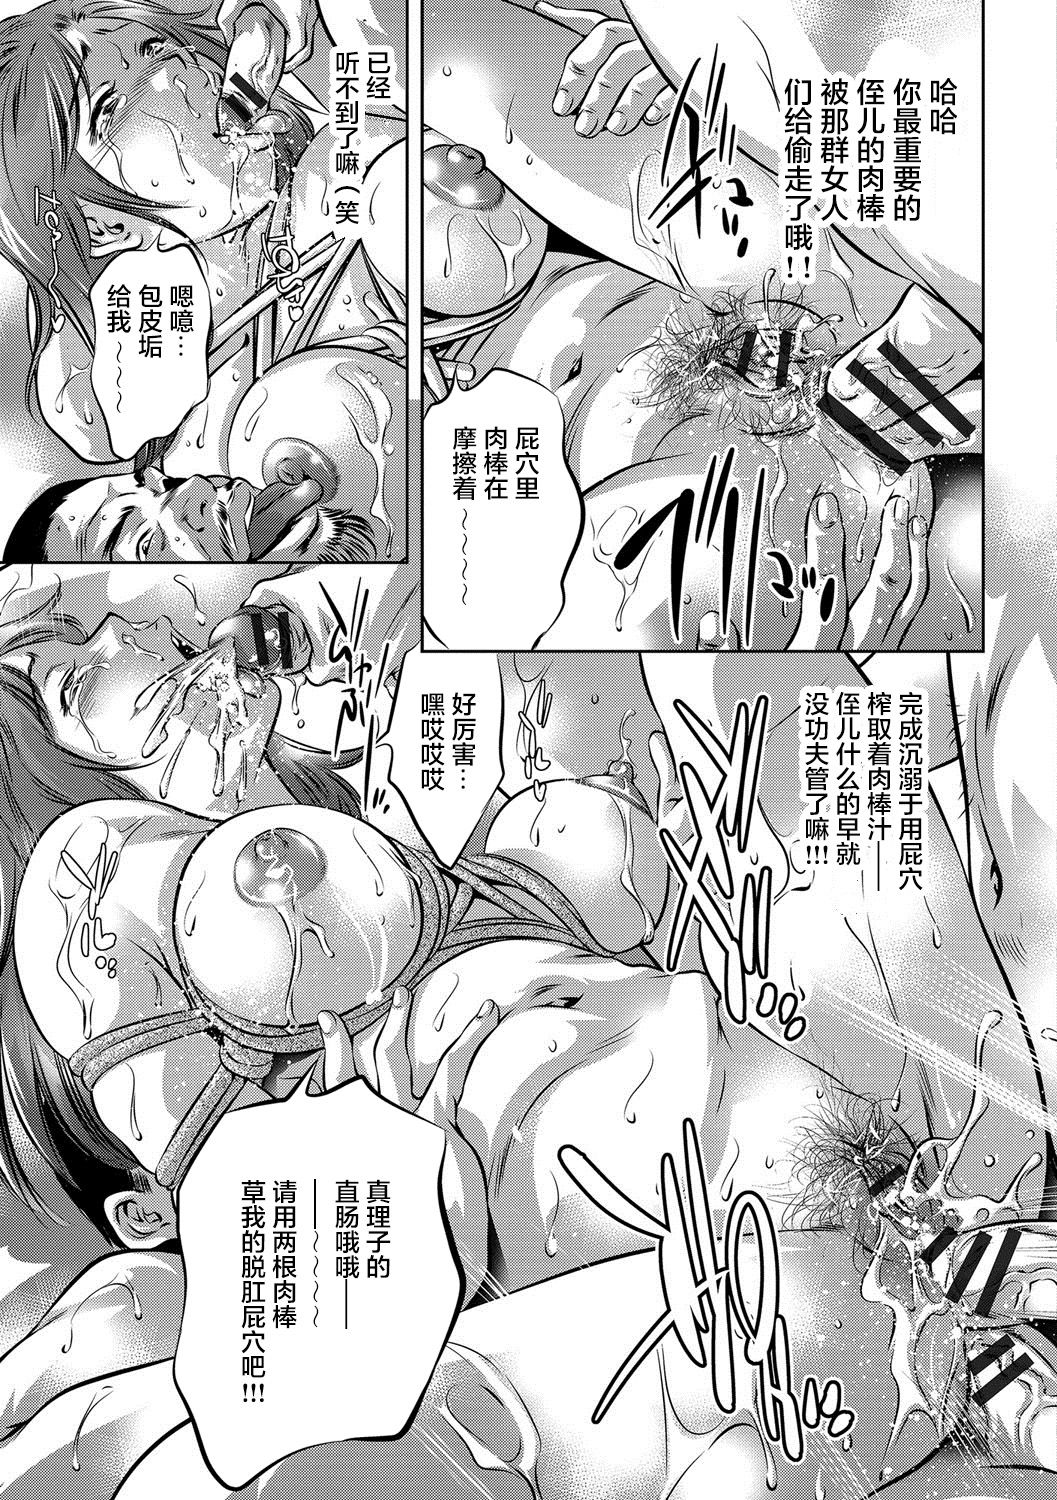 哈哈
你最重要的
侄儿的肉棒
被那群女人
们给偷走了哦!!
屁穴里
肉棒在
摩擦着
～～～～～
已经
听不到了嘛(笑
嗯噫…
包皮垢
给我
～～～～
完成沉溺于用屁穴
榨取着肉棒汁——
侄儿什么的早就
没功夫管了嘛!!!
好厉害…
嘿哎哎哎
真理子的
直肠哦哦——
——～～～～～
请用两根肉棒
草我的脱肛屁穴吧!!!